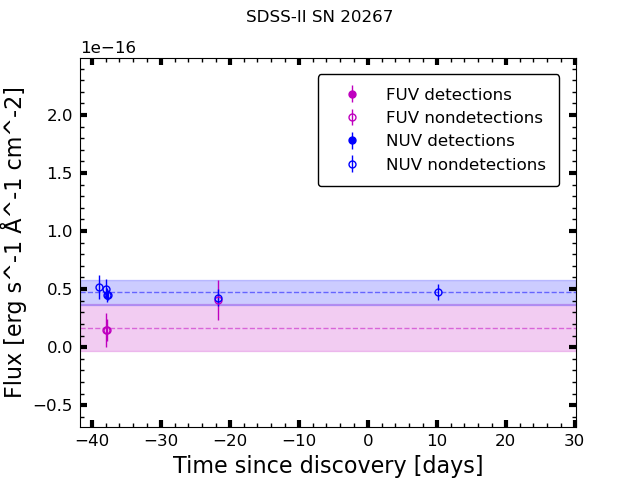 SDSS-II SN 20267
1e−16
FUV detections
FUV nondetections
NUV detections
NUV nondetections
2.0
1.5
1.0
0.5
0.0
−0.5
Flux [erg s^-1 Å^-1 cm^-2]
−40 −30 −20 −10 0 10 20 30
Time since discovery [days]